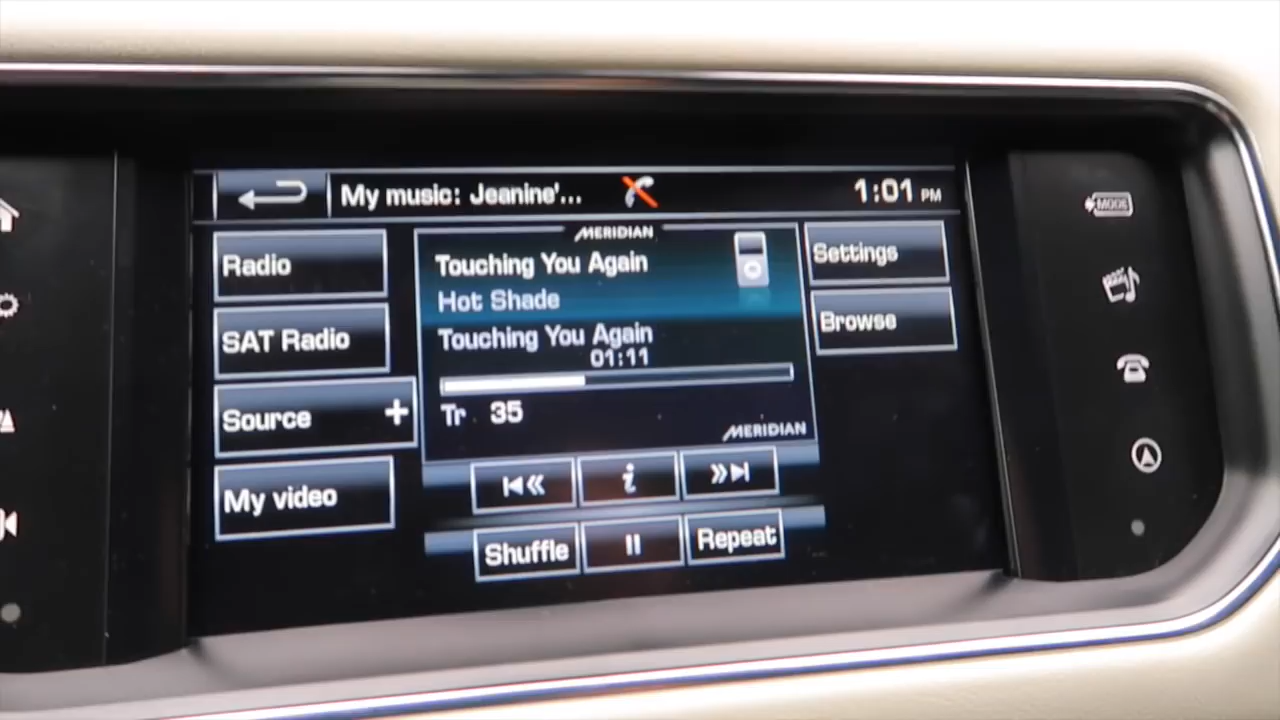 My music: Jeanine'...
1:01 PM
MERIDIAN
Radio
Touching You Again
Settings
Hot Shade
SAT Radio
Touching You Again
Browse
01:11
Source +
Tr 35
MERIDIAN
My video
i
Shuffle
Repeat
MODE